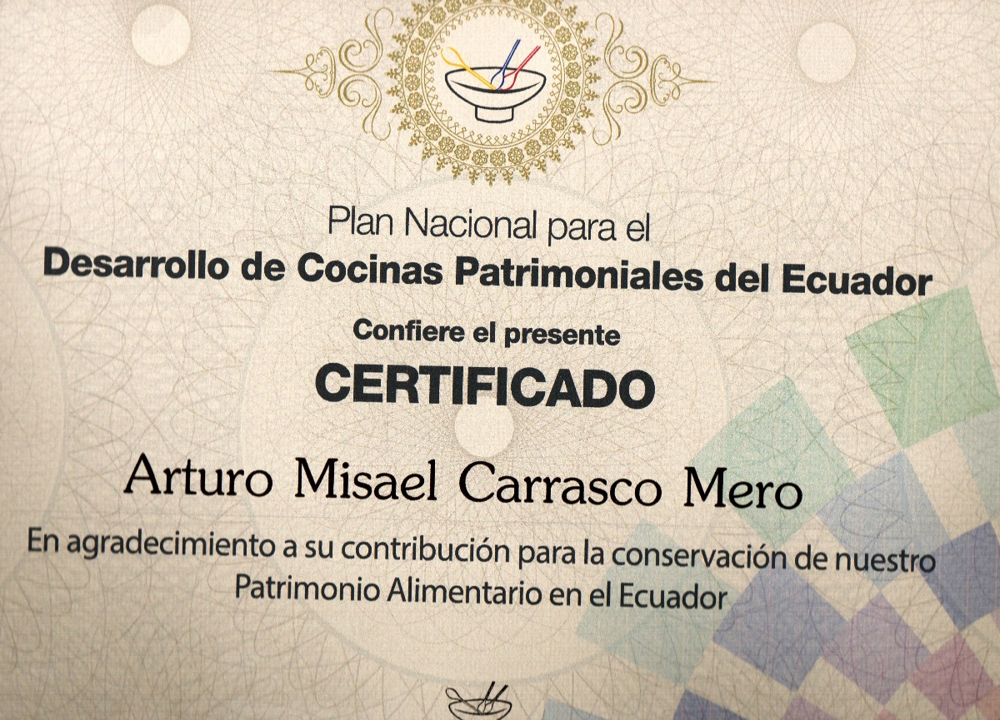 Plan Nacional para el
Desarrollo de Cocinas Patrimoniales del Ecuador
Confiere el presente
CERTIFICADO
Arturo Misael Carrasco Mero
En agradecimiento a su contribución para la conservación de nuestro
Patrimonio Alimentario en el Ecuador